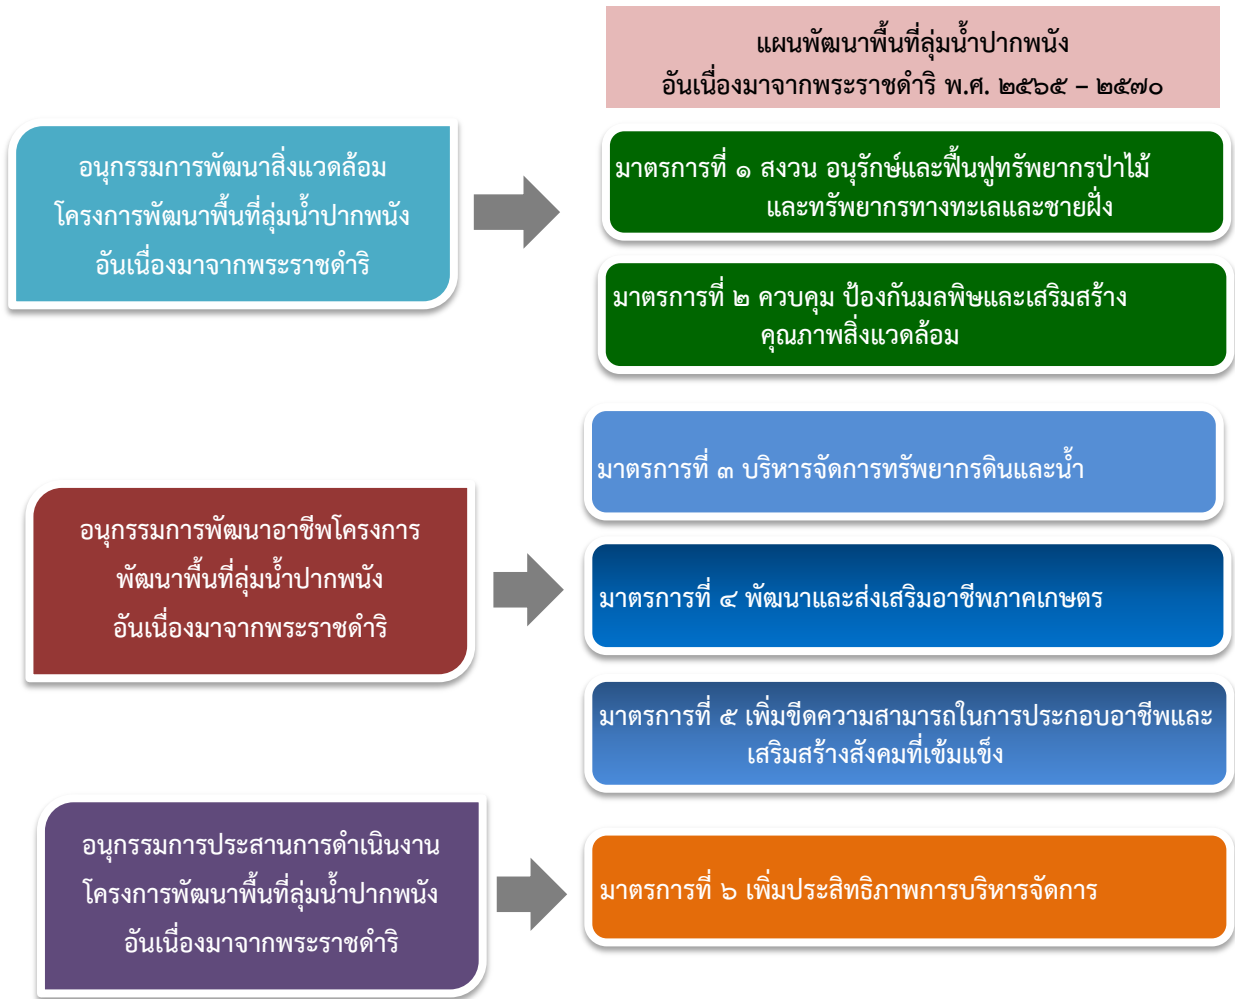 แผนพัฒนาพื้นที่ลุ่มน้ำปากพนัง
อันเนื่องมาจากพระราชดำริ พ.ศ. ๒๕๖๕ – ๒๕๗๐
อนุกรรมการพัฒนาสิ่งแวดล้อม
โครงการพัฒนาพื้นที่ลุ่มน้ำปากพนัง
อันเนื่องมาจากพระราชดำริ
มาตรการที่ ๑ สงวน อนุรักษ์และฟื้นฟูทรัพยากรป่าไม้
และทรัพยากรทางทะเลและชายฝั่ง
มาตรการที่ ๒ ควบคุม ป้องกันมลพิษและเสริมสร้าง
คุณภาพสิ่งแวดล้อม
อนุกรรมการพัฒนาอาชีพโครงการ
พัฒนาพื้นที่ลุ่มน้ำปากพนัง
อันเนื่องมาจากพระราชดำริ
มาตรการที่ ๓ บริหารจัดการทรัพยากรดินและน้ำ
มาตรการที่ ๔ พัฒนาและส่งเสริมอาชีพภาคเกษตร
มาตรการที่ ๕ เพิ่มขีดความสามารถในการประกอบอาชีพและ
เสริมสร้างสังคมที่เข้มแข็ง
อนุกรรมการประสานการดำเนินงาน
โครงการพัฒนาพื้นที่ลุ่มน้ำปากพนัง
อันเนื่องมาจากพระราชดำริ
มาตรการที่ ๖ เพิ่มประสิทธิภาพการบริหารจัดการ